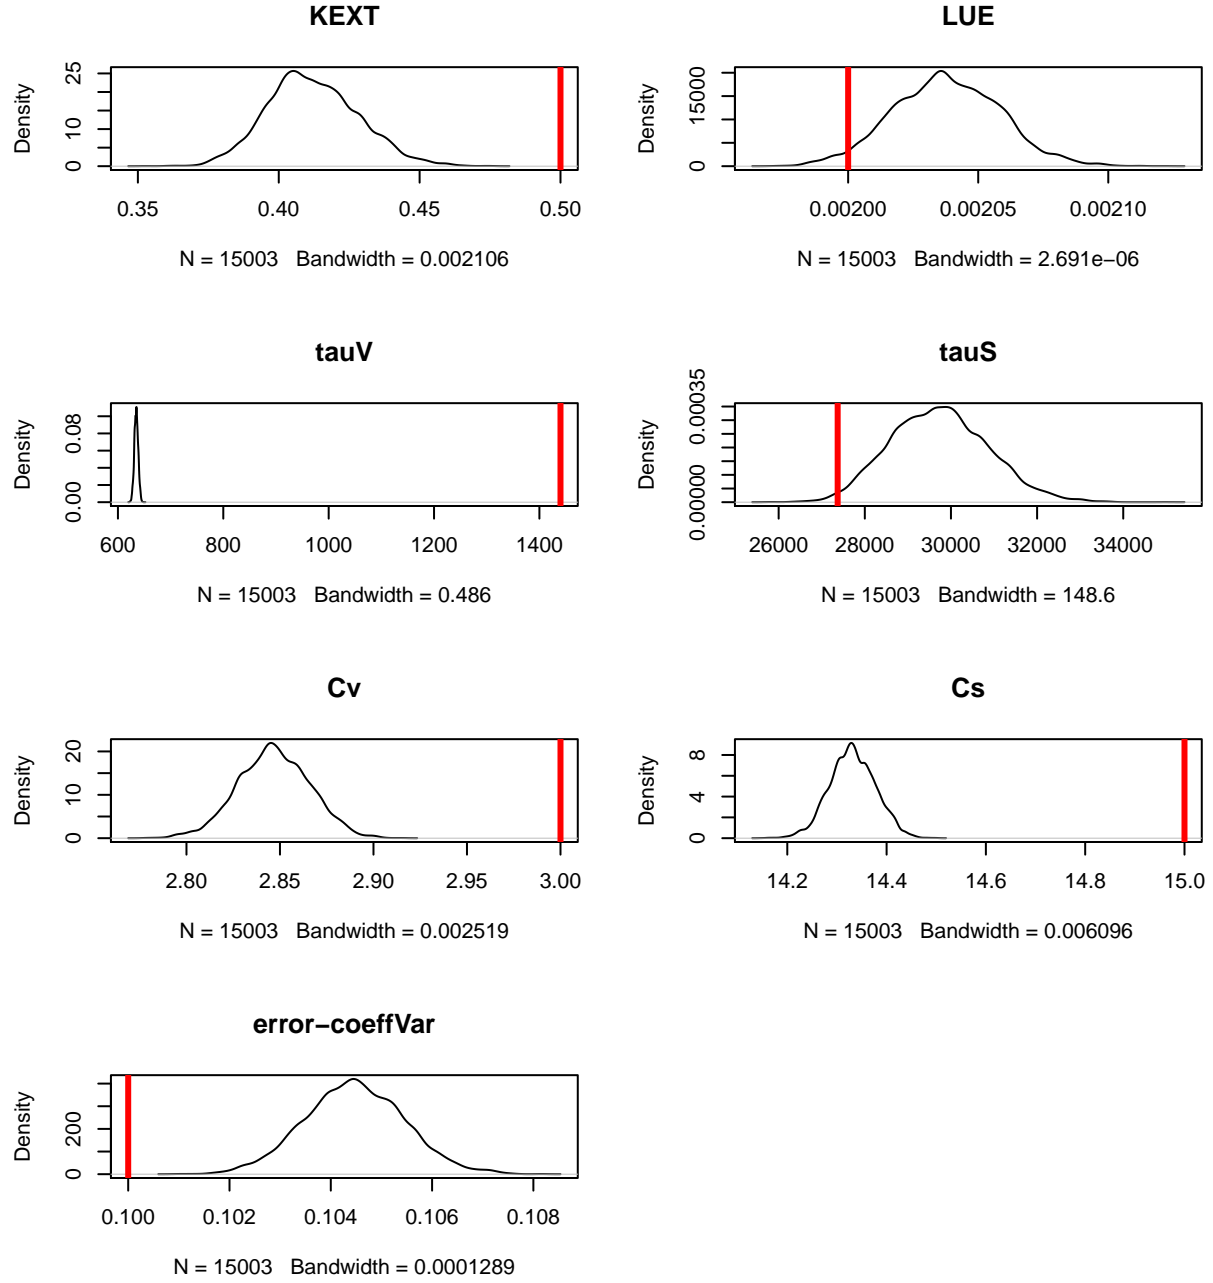 KEXT
Density
0 10 25
0.35 0.40 0.45 0.50
N = 15003 Bandwidth = 0.002106
LUE
Density
0 15000
0.00200 0.00205 0.00210
N = 15003 Bandwidth = 2.691e−06
tauV
Density
0.00 0.08
600 800 1000 1200 1400
N = 15003 Bandwidth = 0.486
tauS
Density
0.00000 0.00035
26000 28000 30000 32000 34000
N = 15003 Bandwidth = 148.6
Cv
Density
0 10 20
2.80 2.85 2.90 2.95 3.00
N = 15003 Bandwidth = 0.002519
Cs
Density
0 4 8
14.2 14.4 14.6 14.8 15.0
N = 15003 Bandwidth = 0.006096
error−coeffVar
Density
0 200
0.100 0.102 0.104 0.106 0.108
N = 15003 Bandwidth = 0.0001289